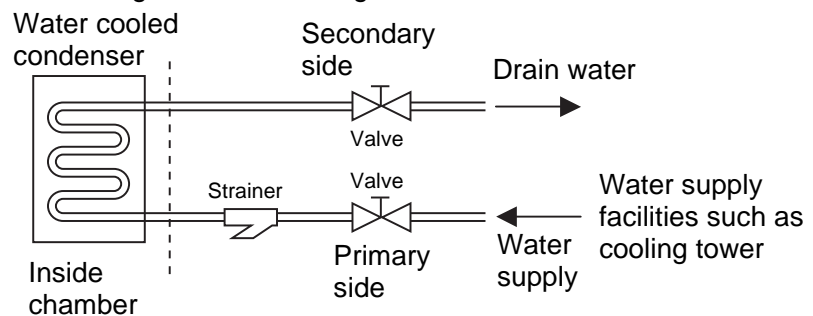 Water cooled
condenser
Secondary
side
Drain water
Valve
Strainer
Valve
Water supply
facilities such as
cooling tower
Water
supply
Primary
side
Inside
chamber